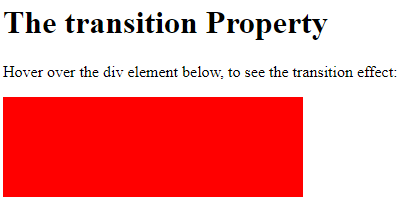 The transition Property
Hover over the div element below, to see the transition effect: